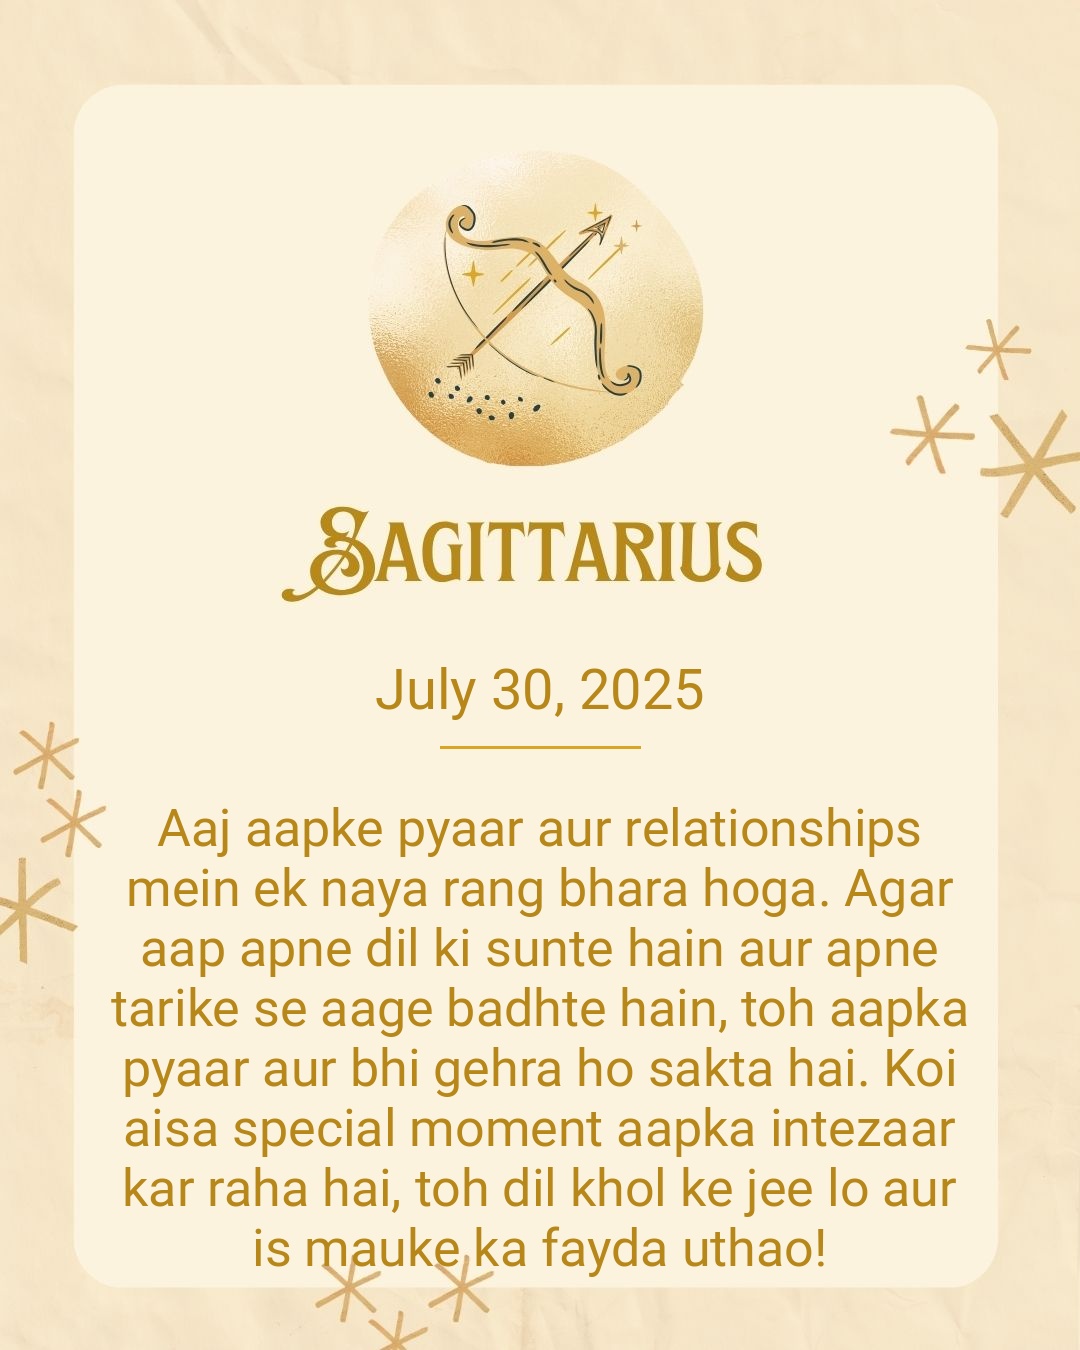 Sagittarius
July 30, 2025
Aaj aapke pyaar aur relationships
mein ek naya rang bhara hoga. Agar
aap apne dil ki sunte hain aur apne
tarike se aage badhte hain, toh aapka
pyaar aur bhi gehra ho sakta hai. Koi
aisa special moment aapka intezaar
kar raha hai, toh dil khol ke jee lo aur
is mauke ka fayda uthao!